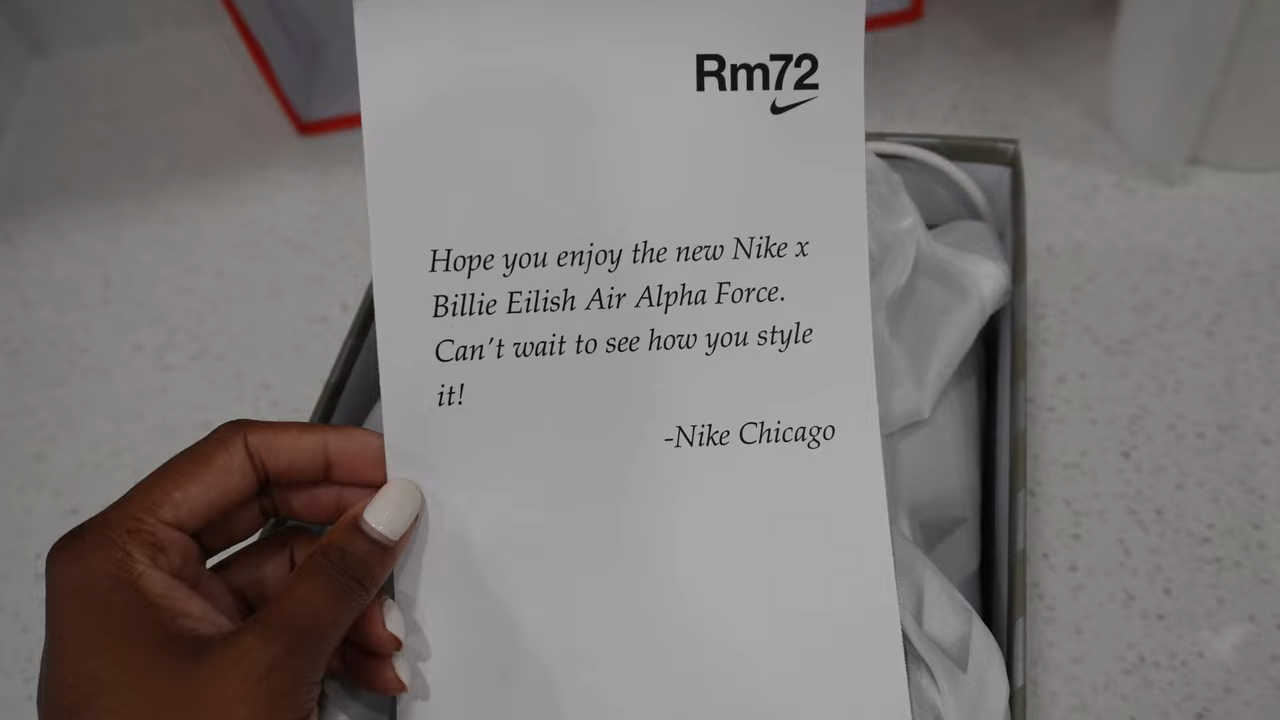 Rm72
Hope you enjoy the new Nike x
Billie Eilish Air Alpha Force.
Can't wait to see how you style
it!
-Nike Chicago